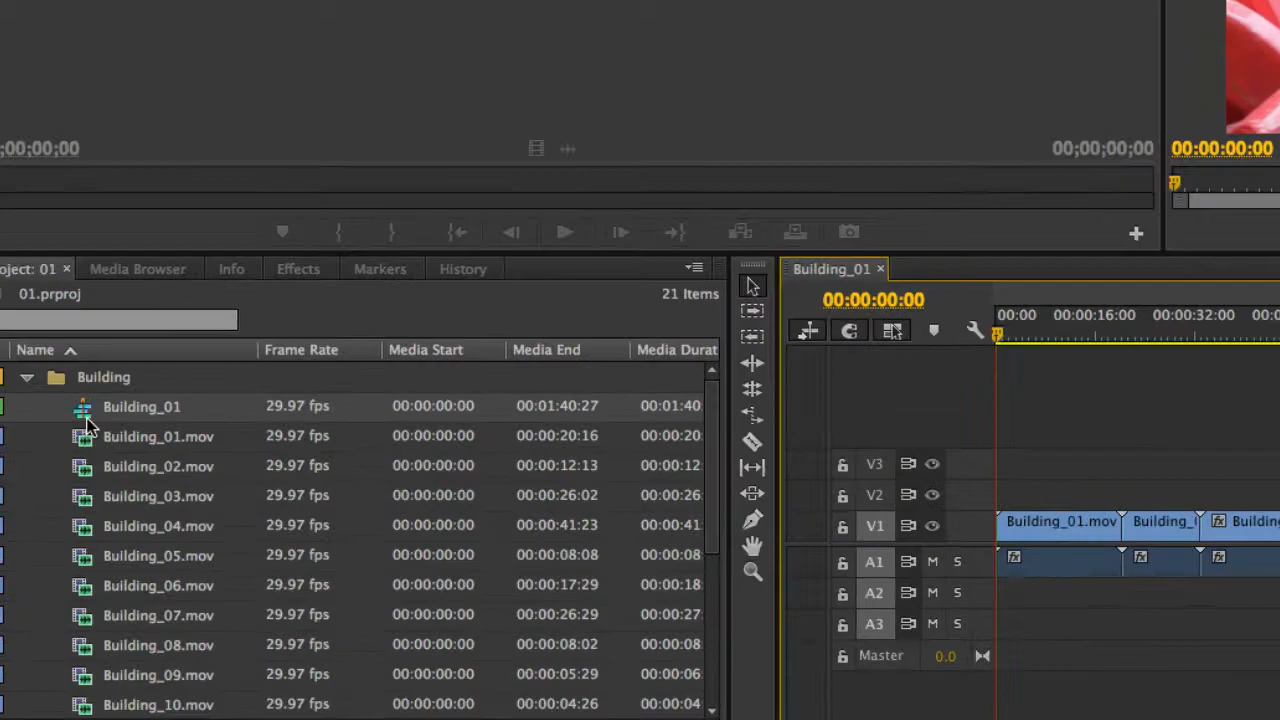 ;00;00;00
00;00;00;00
00:00:00:00
oject: 01 × Media Browser Info Effects Markers History
01.prproj 21 Items
Name Frame Rate Media Start Media End Media Durat
Building
Building_01 29.97 fps 00:00:00:00 00:01:40:27 00:01:40
Building_01.mov 29.97 fps 00:00:00:00 00:00:20:16 00:00:20
Building_02.mov 29.97 fps 00:00:00:00 00:00:12:13 00:00:12
Building_03.mov 29.97 fps 00:00:00:00 00:00:26:02 00:00:26
Building_04.mov 29.97 fps 00:00:00:00 00:00:41:23 00:00:41
Building_05.mov 29.97 fps 00:00:00:00 00:00:08:08 00:00:08
Building_06.mov 29.97 fps 00:00:00:00 00:00:17:29 00:00:18
Building_07.mov 29.97 fps 00:00:00:00 00:00:26:29 00:00:27
Building_08.mov 29.97 fps 00:00:00:00 00:00:08:02 00:00:08
Building_09.mov 29.97 fps 00:00:00:00 00:00:05:29 00:00:06
Building_10.mov 29.97 fps 00:00:00:00 00:00:04:26 00:00:04
Building_01 ×
00:00:00:00
00:00 00:00:16:00 00:00:32:00 00:0
V3
V2
V1 Building_01.mov Building_( fx Building
A1 M S fx fx fx
A2 M S
A3 M S
Master 0.0